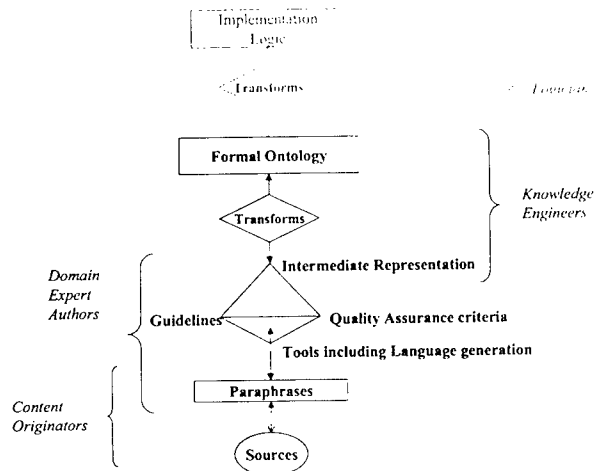 Implementation
Logic
Transforms
Formal Ontology
Knowledge
Engineers
Transforms
Intermediate Representation
Domain
Expert
Authors
Guidelines
Quality Assurance criteria
Tools including Language generation
Paraphrases
Content
Originators
Sources